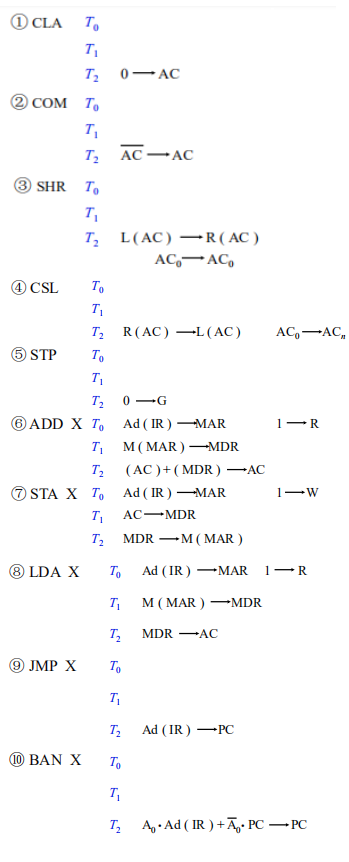 ① CLA T₀
T₁
T₂ 0 ⟶ AC
② COM T₀
T₁
T₂ A̅C̅ ⟶ AC
③ SHR T₀
T₁
T₂ L ( AC ) ⟶ R ( AC )
AC₀ ⟶ AC₀
④ CSL T₀
T₁
T₂ R ( AC ) ⟶ L ( AC ) AC₀ ⟶ ACₙ
⑤ STP T₀
T₁
T₂ 0 ⟶ G
⑥ ADD X T₀ Ad ( IR ) ⟶ MAR 1 ⟶ R
T₁ M ( MAR ) ⟶ MDR
T₂ ( AC ) + ( MDR ) ⟶ AC
⑦ STA X T₀ Ad ( IR ) ⟶ MAR 1 ⟶ W
T₁ AC ⟶ MDR
T₂ MDR ⟶ M ( MAR )
⑧ LDA X T₀ Ad ( IR ) ⟶ MAR 1 ⟶ R
T₁ M ( MAR ) ⟶ MDR
T₂ MDR ⟶ AC
⑨ JMP X T₀
T₁
T₂ Ad ( IR ) ⟶ PC
⑩ BAN X T₀
T₁
T₂ A₀ • Ad ( IR ) + A̅₀ • PC ⟶ PC